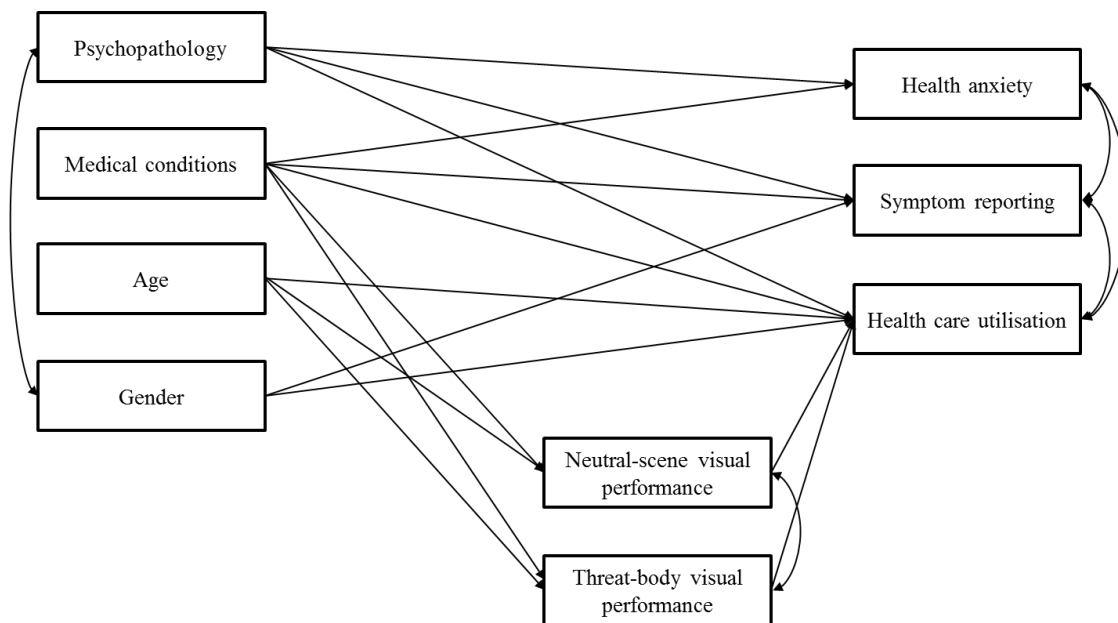 Psychopathology
Medical conditions
Age
Gender
Health anxiety
Symptom reporting
Health care utilisation
Neutral-scene visual
performance
Threat-body visual
performance